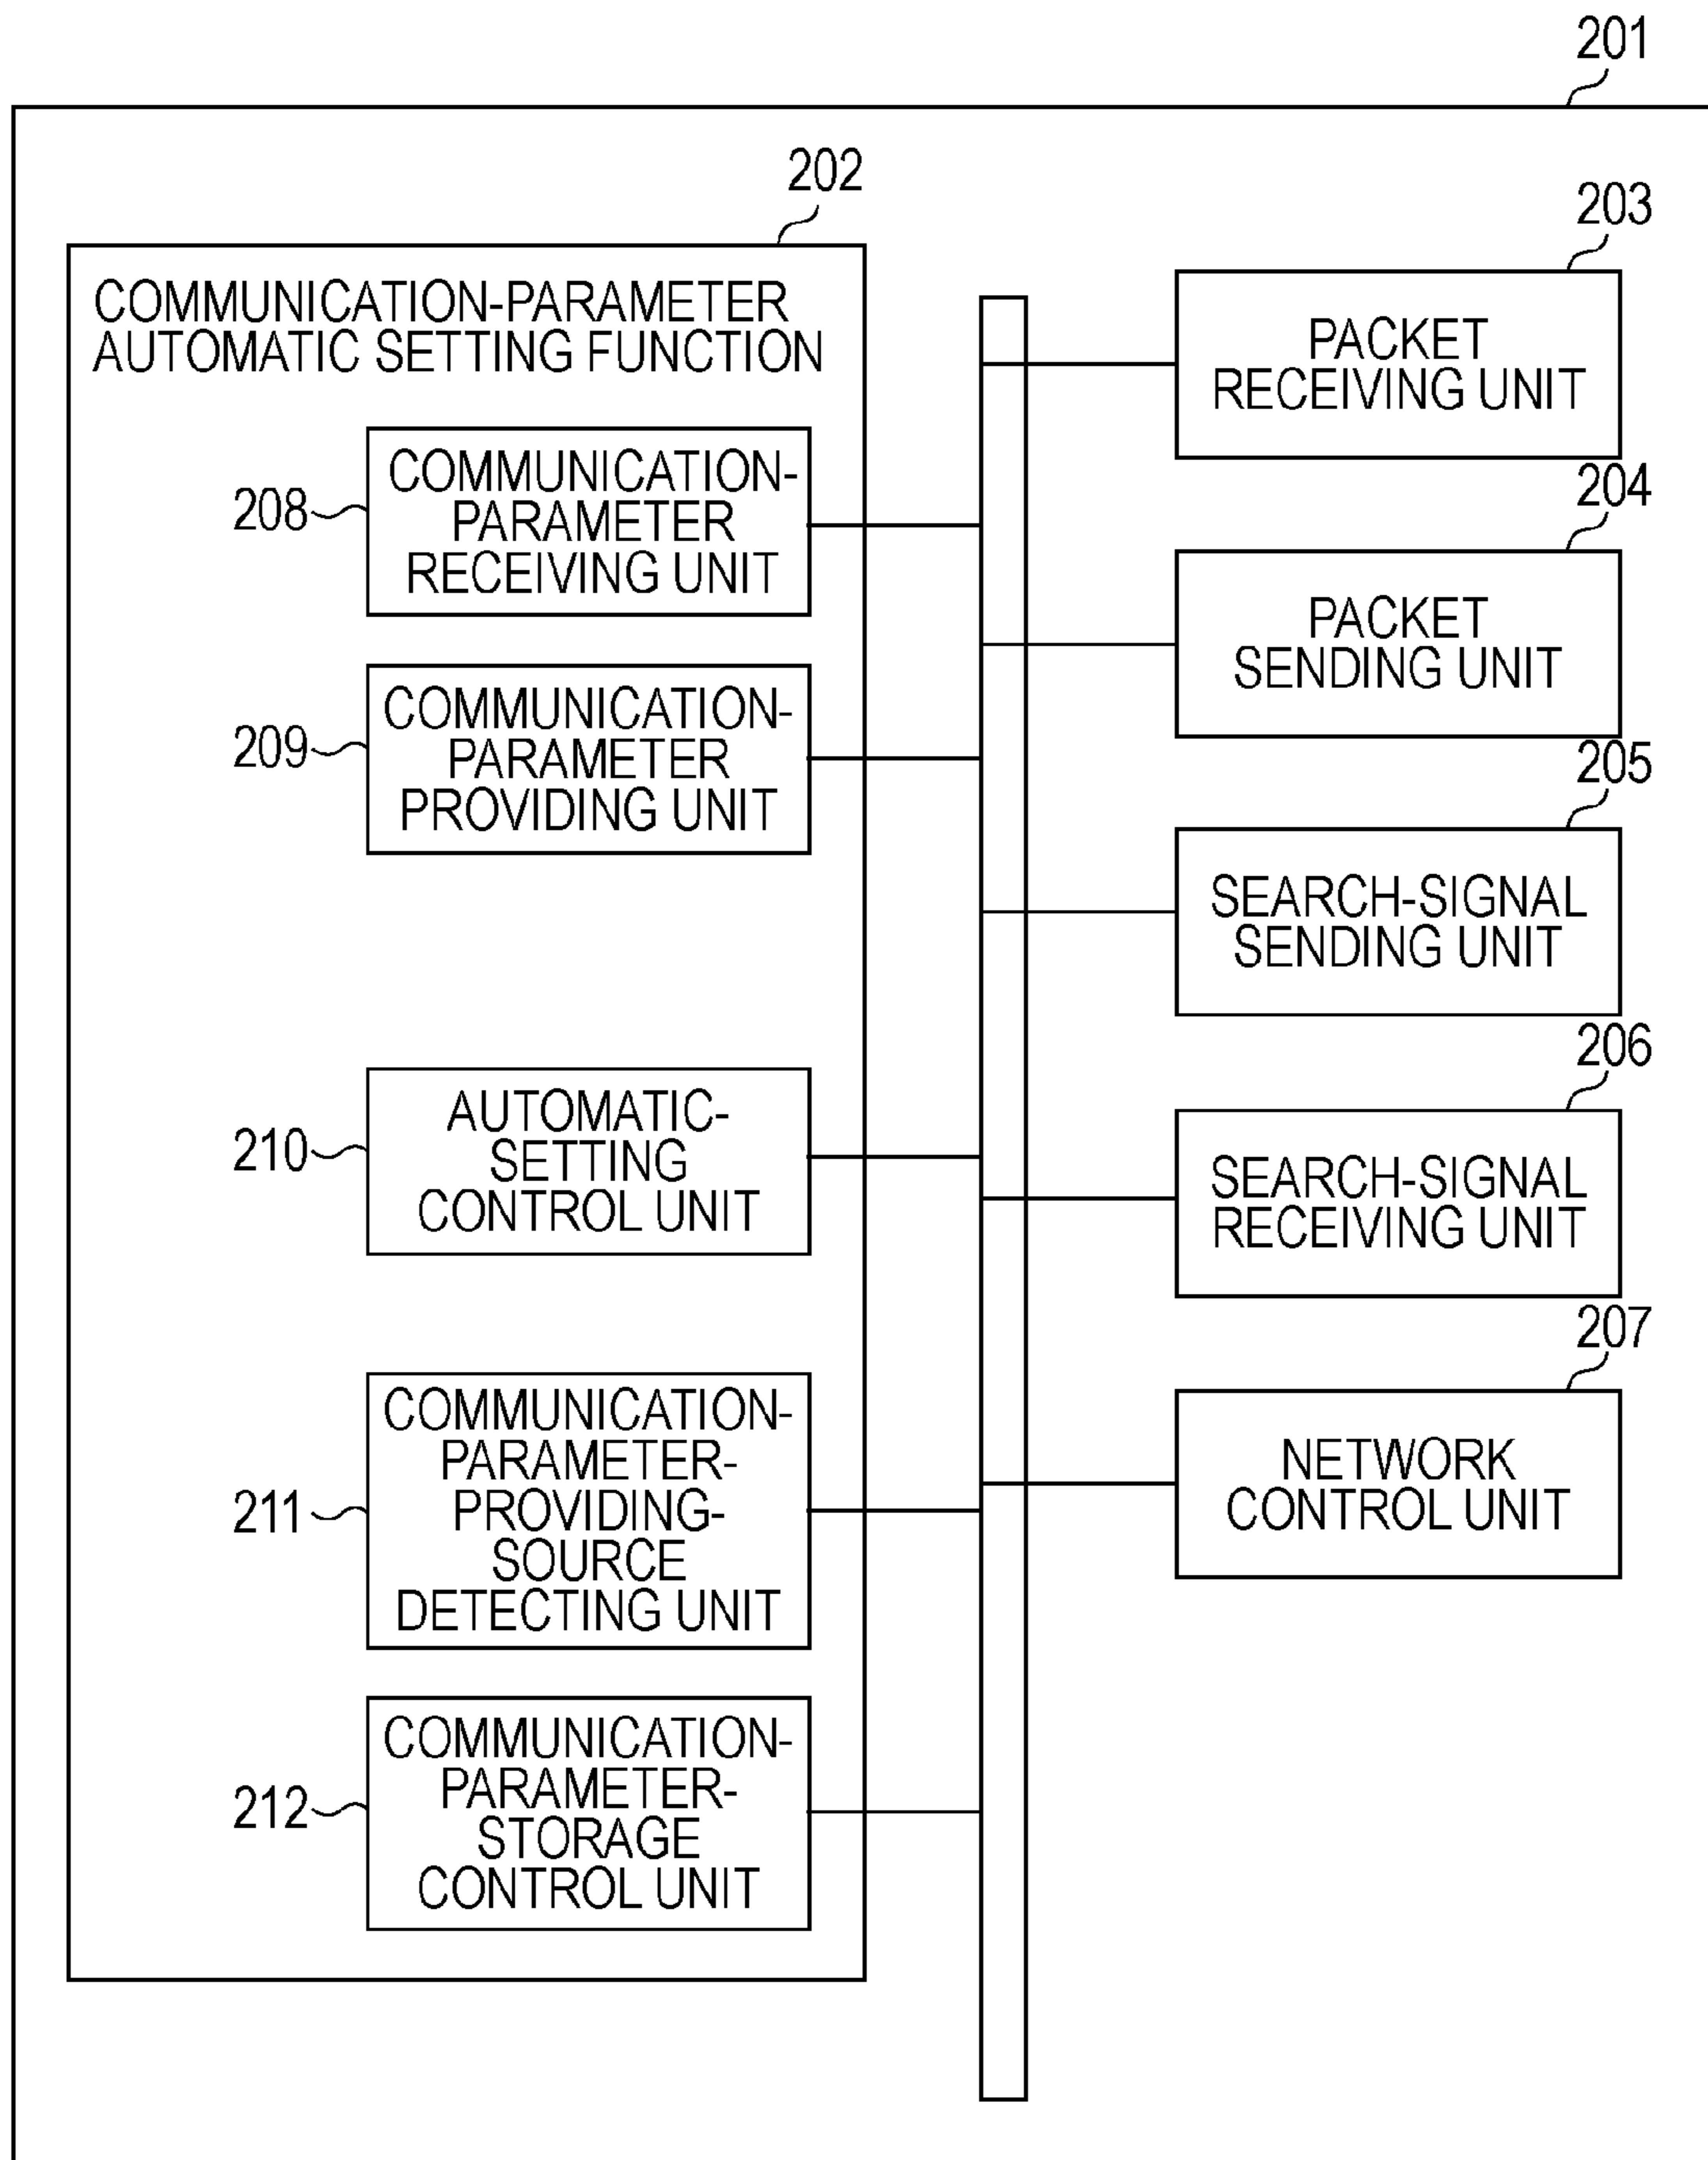 201
202
COMMUNICATION-PARAMETER
AUTOMATIC SETTING FUNCTION
208
COMMUNICATION-
PARAMETER
RECEIVING UNIT
209
COMMUNICATION-
PARAMETER
PROVIDING UNIT
210
AUTOMATIC-
SETTING
CONTROL UNIT
211
COMMUNICATION-
PARAMETER-
PROVIDING-
SOURCE
DETECTING UNIT
212
COMMUNICATION-
PARAMETER-
STORAGE
CONTROL UNIT
203
PACKET
RECEIVING UNIT
204
PACKET
SENDING UNIT
205
SEARCH-SIGNAL
SENDING UNIT
206
SEARCH-SIGNAL
RECEIVING UNIT
207
NETWORK
CONTROL UNIT